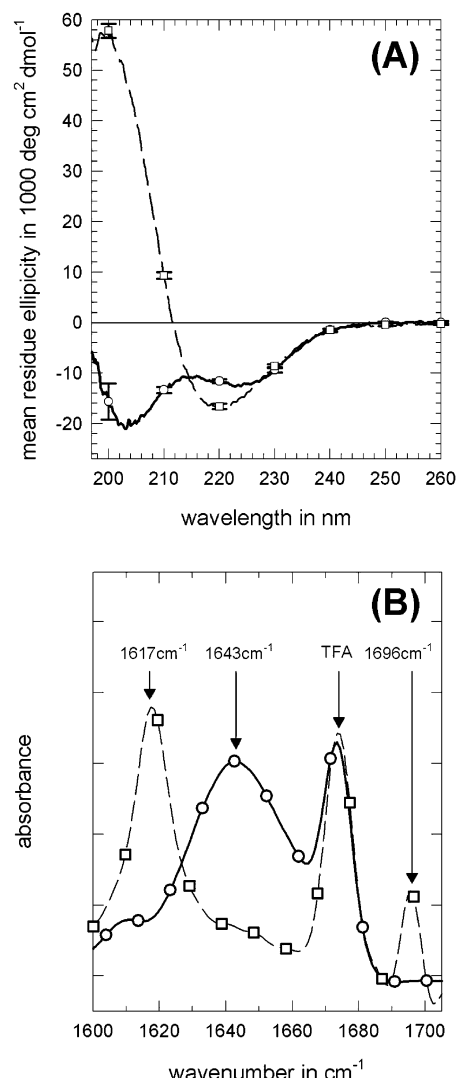 (A)
60
50
40
30
20
10
0
-10
-20
mean residue ellipicity in 1000 deg cm² dmol⁻¹
200 210 220 230 240 250 260
wavelength in nm
(B)
1617cm⁻¹ 1643cm⁻¹ TFA 1696cm⁻¹
absorbance
1600 1620 1640 1660 1680 1700
wavenumber in cm⁻¹